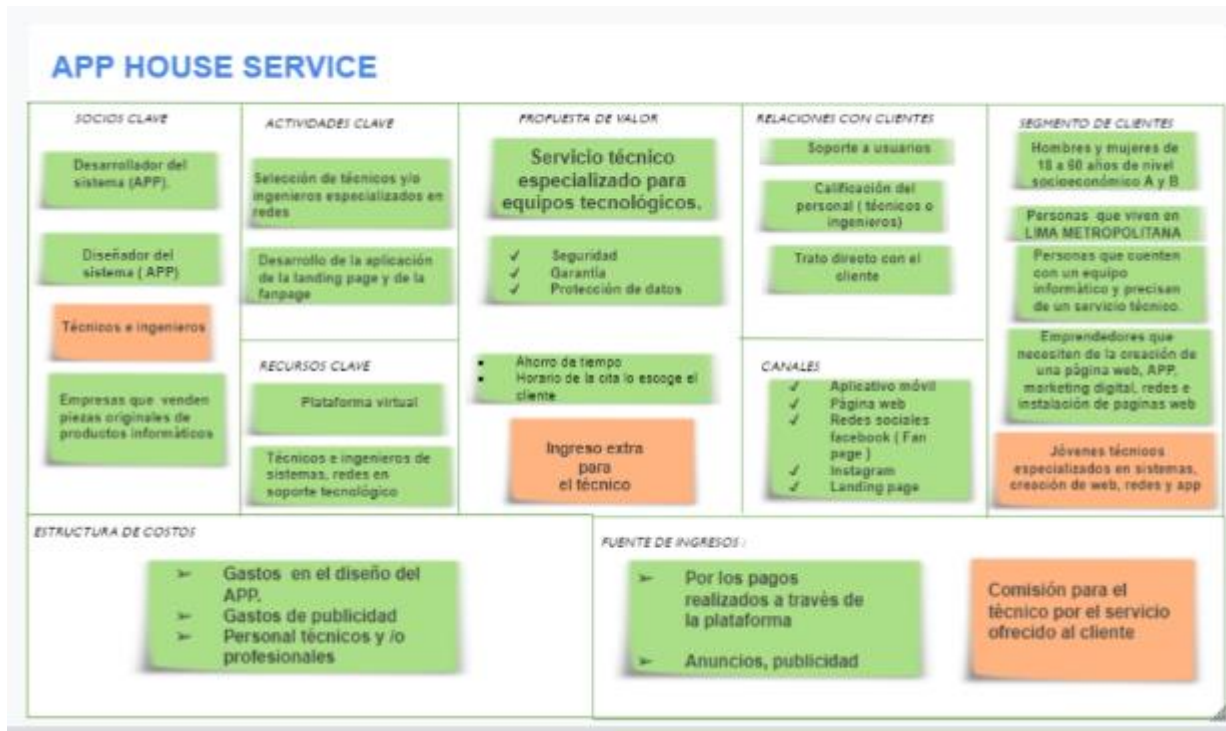 APP HOUSE SERVICE
SOCIOS CLAVE
Desarrollador del
sistema (APP).
Diseñador del
sistema ( APP)
Técnicos e ingenieros
Empresas que venden
piezas originales de
productos informáticos
ACTIVIDADES CLAVE
Selección de técnicos y/o
ingenieros especializados en
redes
Desarrollo de la aplicación
de la landing page y de la
fanpage
RECURSOS CLAVE
Plataforma virtual
Técnicos e ingenieros de
sistemas, redes en
soporte tecnológico
PROPUESTA DE VALOR
Servicio técnico
especializado para
equipos tecnológicos.
✓ Seguridad
✓ Garantía
✓ Protección de datos
▪ Ahorro de tiempo
▪ Horario de la cita lo escoge el
cliente
Ingreso extra
para
el técnico
RELACIONES CON CLIENTES
Soporte a usuarios
Calificación del
personal ( técnicos o
ingenieros)
Trato directo con el
cliente
CANALES
✓ Aplicativo móvil
✓ Página web
✓ Redes sociales
facebook ( Fan
page )
✓ Instagram
✓ Landing page
SEGMENTO DE CLIENTES
Hombres y mujeres de
18 a 60 años de nivel
socioeconómico A y B
Personas que viven en
LIMA METROPOLITANA
Personas que cuenten
con un equipo
informático y precisan
de un servicio técnico.
Emprendedores que
necesiten de la creación de
una página web, APP,
marketing digital, redes e
instalación de paginas web
Jóvenes técnicos
especializados en sistemas,
creación de web, redes y app
ESTRUCTURA DE COSTOS
➢ Gastos en el diseño del
APP.
➢ Gastos de publicidad
➢ Personal técnicos y /o
profesionales
FUENTE DE INGRESOS :
➢ Por los pagos
realizados a través de
la plataforma
➢ Anuncios, publicidad
Comisión para el
técnico por el servicio
ofrecido al cliente